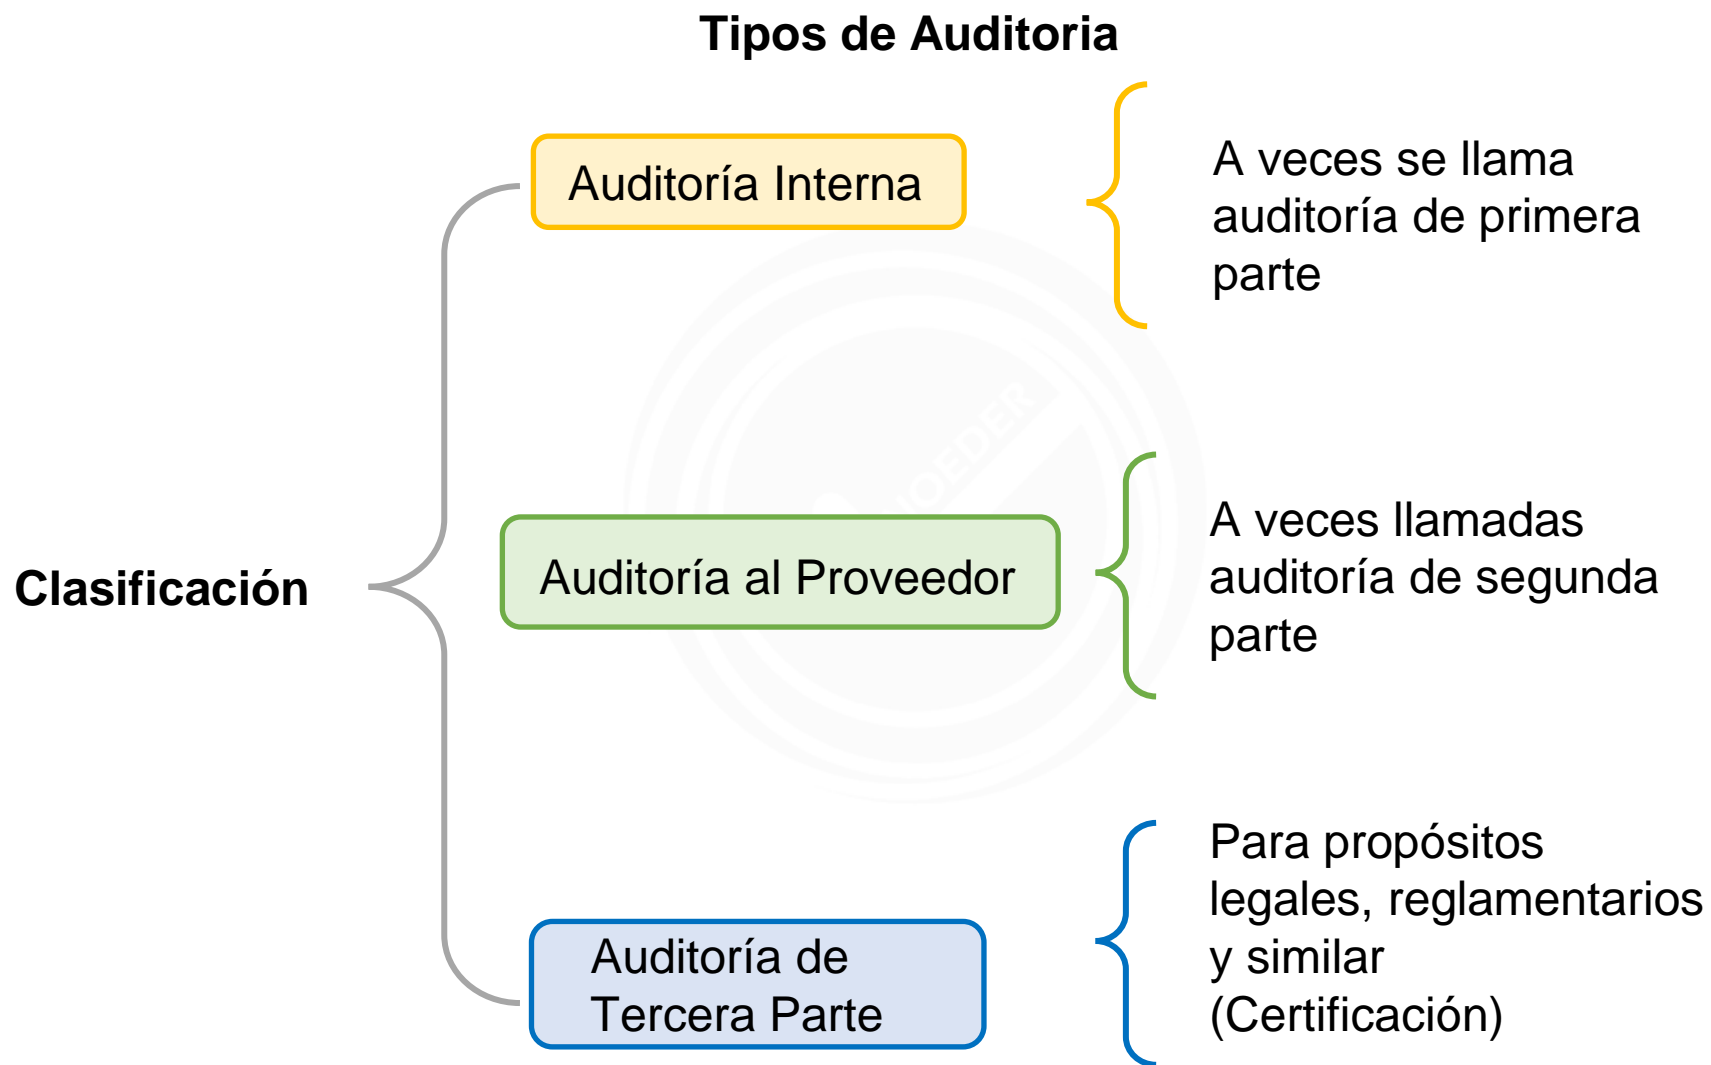 Tipos de Auditoria
Auditoría Interna
A veces se llama
auditoría de primera
parte
Clasificación
Auditoría al Proveedor
A veces llamadas
auditoría de segunda
parte
Auditoría de
Tercera Parte
Para propósitos
legales, reglamentarios
y similar
(Certificación)